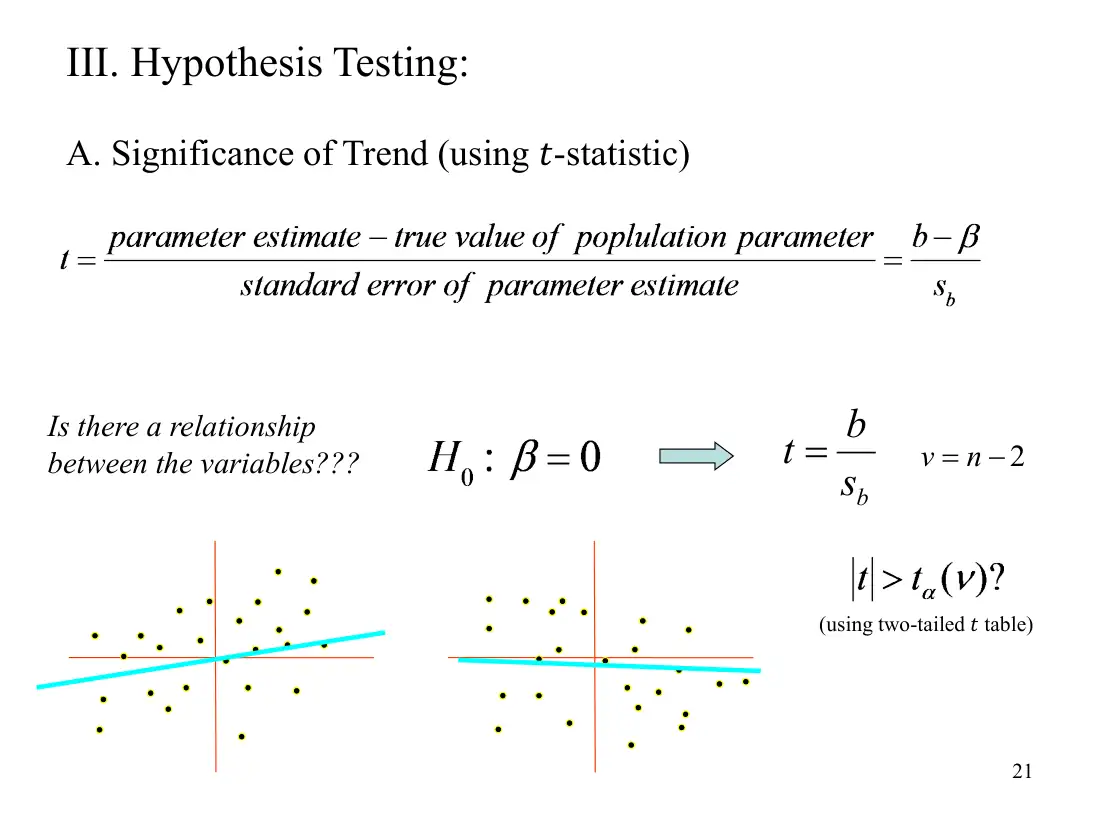 III. Hypothesis Testing:
A. Significance of Trend (using 𝑡-statistic)
t = parameter estimate – true value of poplulation parameter / standard error of parameter estimate = b – β / s_b
Is there a relationship
between the variables???
H₀ : β = 0
t = b / s_b
v = n – 2
|t| > t_α (ν)?
(using two-tailed 𝑡 table)
21